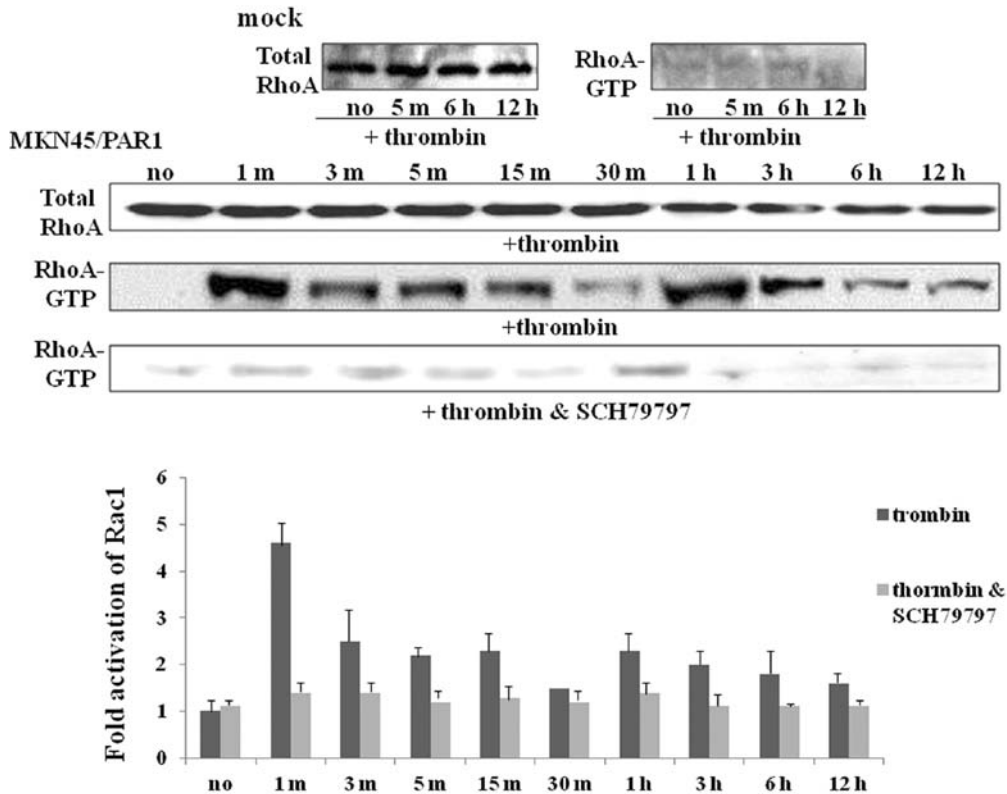 mock
Total RhoA
RhoA-GTP
no 5 m 6 h 12 h
no 5 m 6 h 12 h
+ thrombin
+ thrombin
MKN45/PAR1
no 1 m 3 m 5 m 15 m 30 m 1 h 3 h 6 h 12 h
Total RhoA
+thrombin
RhoA-GTP
+thrombin
RhoA-GTP
+ thrombin & SCH79797
Fold activation of Rac1
6
5
4
3
2
1
0
no 1 m 3 m 5 m 15 m 30 m 1 h 3 h 6 h 12 h
trombin
thormbin &
SCH79797